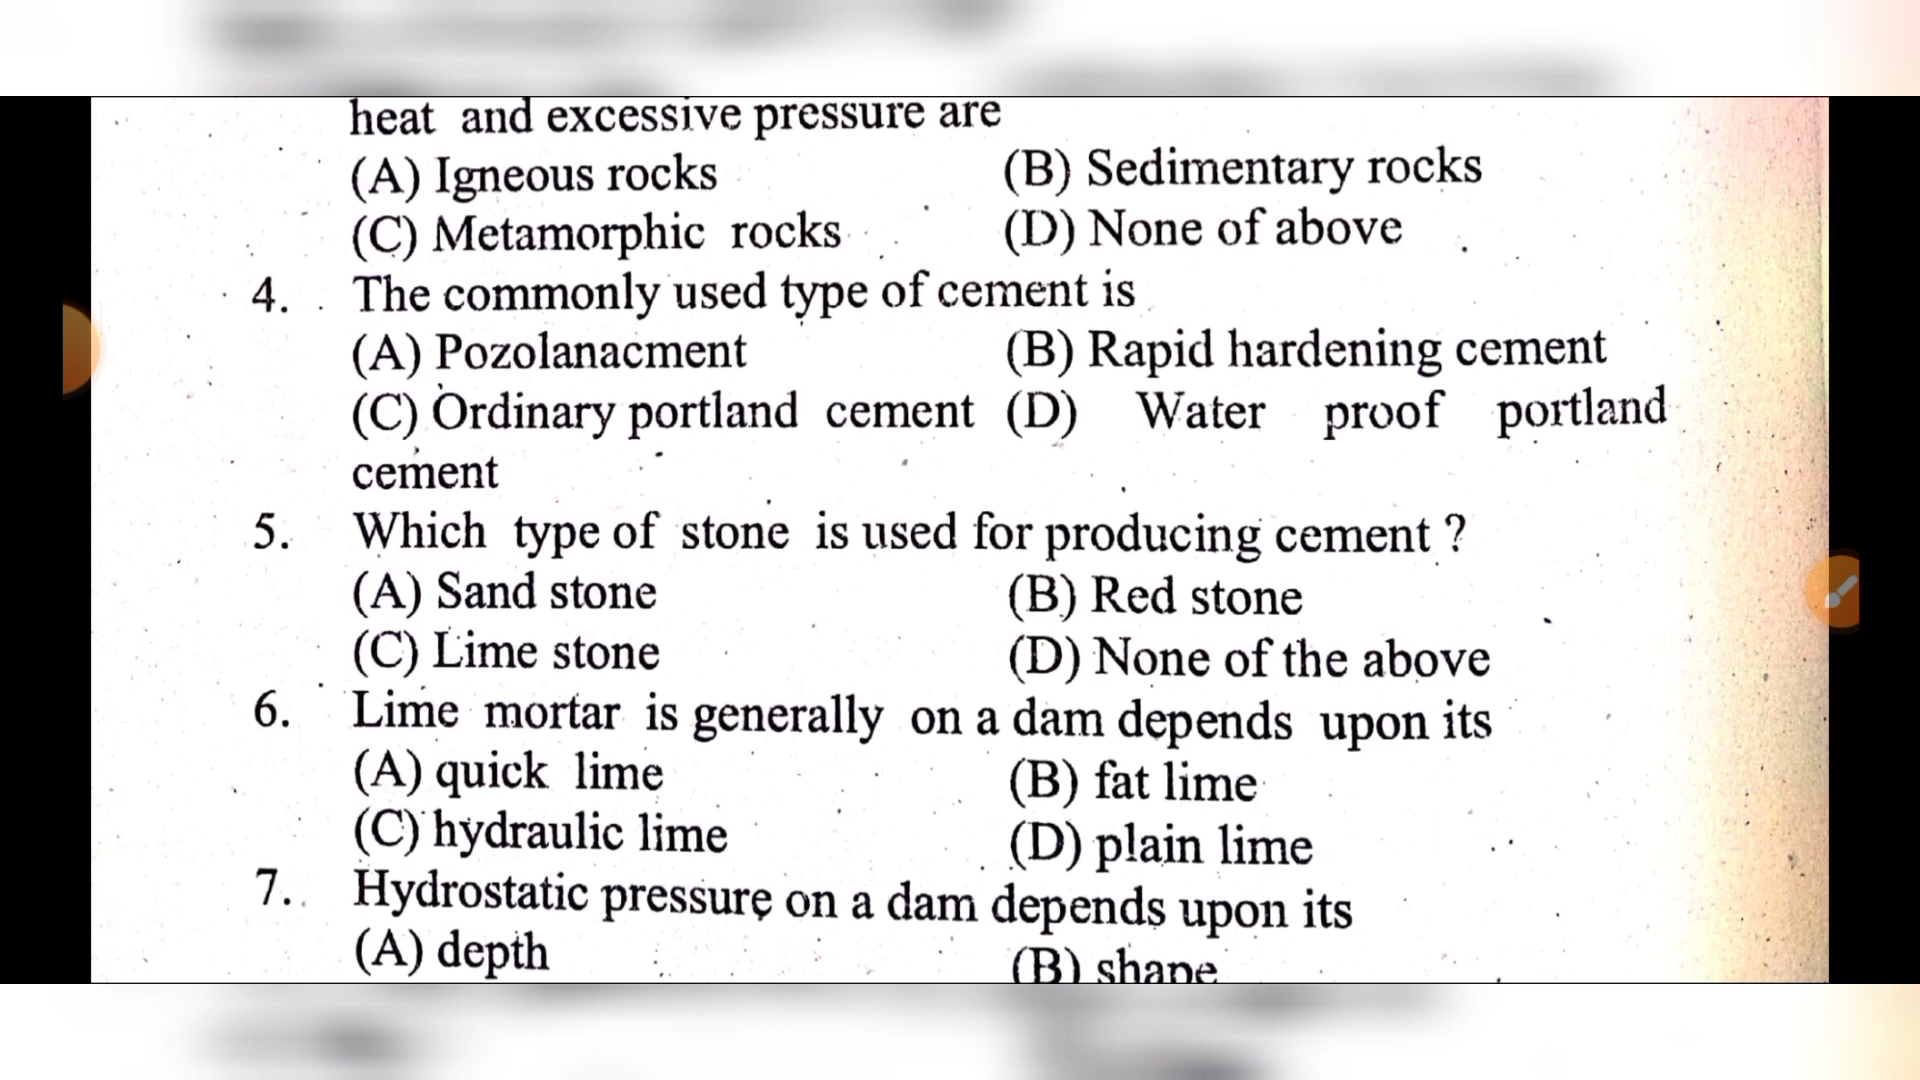 heat and excessive pressure are
(A) Igneous rocks (B) Sedimentary rocks
(C) Metamorphic rocks (D) None of above
4. The commonly used type of cement is
(A) Pozolanacment (B) Rapid hardening cement
(C) Ordinary portland cement (D) Water proof portland
cement
5. Which type of stone is used for producing cement ?
(A) Sand stone (B) Red stone
(C) Lime stone (D) None of the above
6. Lime mortar is generally on a dam depends upon its
(A) quick lime (B) fat lime
(C) hydraulic lime (D) plain lime
7. Hydrostatic pressure on a dam depends upon its
(A) depth (B) shape